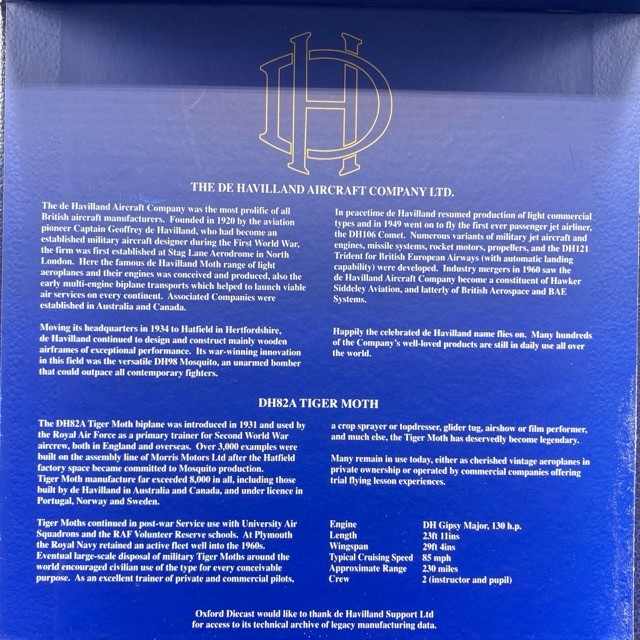 DH
THE DE HAVILLAND AIRCRAFT COMPANY LTD.
The de Havilland Aircraft Company was the most prolific of all
British aircraft manufacturers. Founded in 1920 by the aviation
pioneer Captain Geoffrey de Havilland, who had become an
established military aircraft designer during the First World War,
the firm was first established at Stag Lane Aerodrome in North
London. Here the famous de Havilland Moth range of light
aeroplanes and their engines was conceived and produced, also the
early multi-engine biplane transports which helped to launch viable
air services on every continent. Associated Companies were
established in Australia and Canada.
Moving its headquarters in 1934 to Hatfield in Hertfordshire,
de Havilland continued to design and construct mainly wooden
airframes of exceptional performance. Its war-winning innovation
in this field was the versatile DH98 Mosquito, an unarmed bomber
that could outpace all contemporary fighters.
In peacetime de Havilland resumed production of light commercial
types and in 1949 went on to fly the first ever passenger jet airliner,
the DH106 Comet. Numerous variants of military jet aircraft and
engines, missile systems, rocket motors, propellers, and the DH121
Trident for British European Airways (with automatic landing
capability) were developed. Industry mergers in 1960 saw the
de Havilland Aircraft Company become a constituent of Hawker
Siddeley Aviation, and latterly of British Aerospace and BAE
Systems.
Happily the celebrated de Havilland name flies on. Many hundreds
of the Company's well-loved products are still in daily use all over
the world.
DH82A TIGER MOTH
The DH82A Tiger Moth biplane was introduced in 1931 and used by
the Royal Air Force as a primary trainer for Second World War
aircrew, both in England and overseas. Over 3,000 examples were
built on the assembly line of Morris Motors Ltd after the Hatfield
factory space became committed to Mosquito production.
Tiger Moth manufacture far exceeded 8,000 in all, including those
built by de Havilland in Australia and Canada, and under licence in
Portugal, Norway and Sweden.
Tiger Moths continued in post-war Service use with University Air
Squadrons and the RAF Volunteer Reserve schools. At Plymouth
the Royal Navy retained an active fleet well into the 1960s.
Eventual large-scale disposal of military Tiger Moths around the
world encouraged civilian use of the type for every conceivable
purpose. As an excellent trainer of private and commercial pilots,
a crop sprayer or topdresser, glider tug, airshow or film performer,
and much else, the Tiger Moth has deservedly become legendary.
Many remain in use today, either as cherished vintage aeroplanes in
private ownership or operated by commercial companies offering
trial flying lesson experiences.
Engine DH Gipsy Major, 130 h.p.
Length 23ft 11ins
Wingspan 29ft 4ins
Typical Cruising Speed 85 mph
Approximate Range 230 miles
Crew 2 (instructor and pupil)
Oxford Diecast would like to thank de Havilland Support Ltd
for access to its technical archive of legacy manufacturing data.